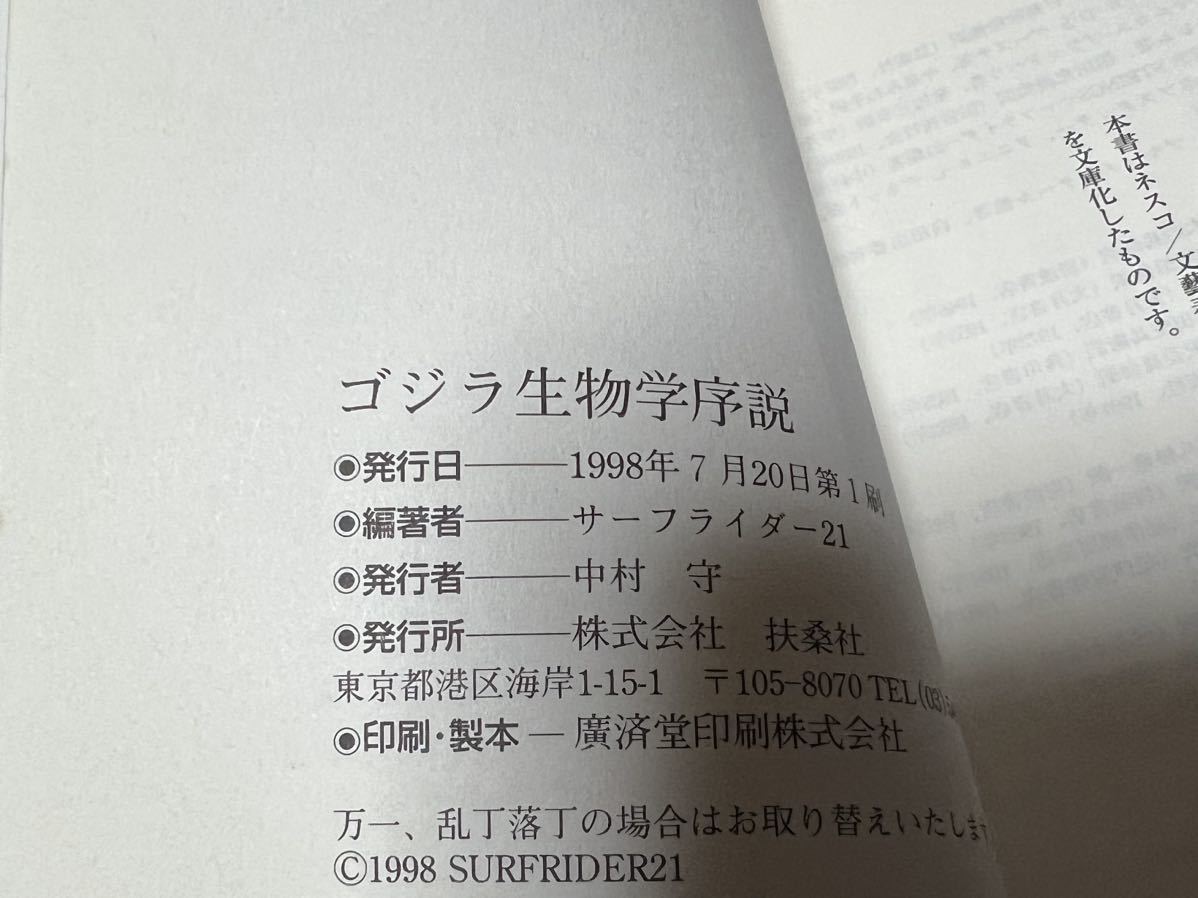 本書はネスコ/文藝
を文庫化したものです。
ゴジラ生物学序説
◉発行日――1998年7月20日第1刷
◉編著者――サーフライダー21
◉発行者――中村 守
◉発行所――株式会社 扶桑社
東京都港区海岸1-15-1 〒105-8070 TEL(03)
◉印刷・製本―廣済堂印刷株式会社
万一、乱丁落丁の場合はお取り替えいたします
©1998 SURFRIDER21